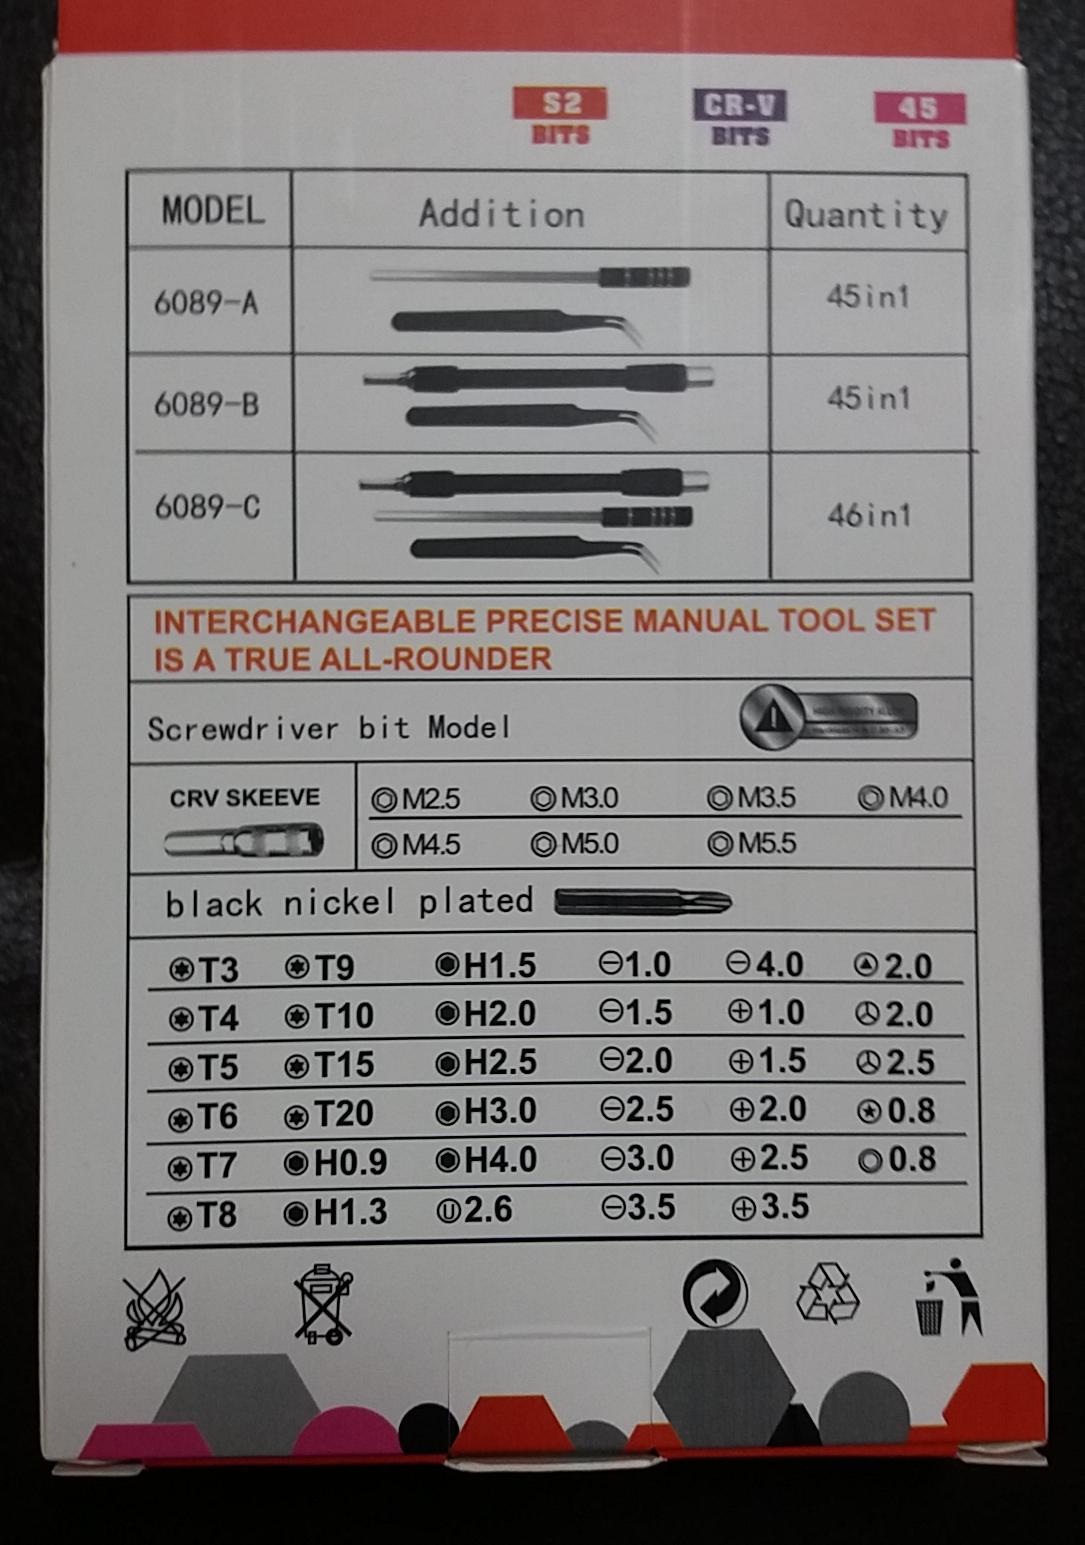 S2 CR-V 45
BITS BITS BITS
MODEL Addition Quantity
6089-A 45in1
6089-B 45in1
6089-C 46in1
INTERCHANGEABLE PRECISE MANUAL TOOL SET
IS A TRUE ALL-ROUNDER
Screwdriver bit Model
CRV SKEEVE M2.5 M3.0 M3.5 M4.0
M4.5 M5.0 M5.5
black nickel plated
T3 T9 H1.5 1.0 4.0 2.0
T4 T10 H2.0 1.5 1.0 2.0
T5 T15 H2.5 2.0 1.5 2.5
T6 T20 H3.0 2.5 2.0 0.8
T7 H0.9 H4.0 3.0 2.5 0.8
T8 H1.3 U 2.6 3.5 3.5